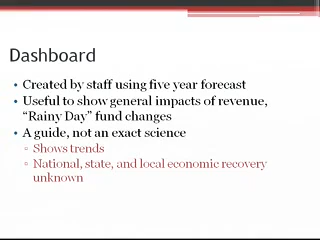 Dashboard
• Created by staff using five year forecast
• Useful to show general impacts of revenue,
“Rainy Day” fund changes
• A guide, not an exact science
▫ Shows trends
▫ National, state, and local economic recovery
unknown